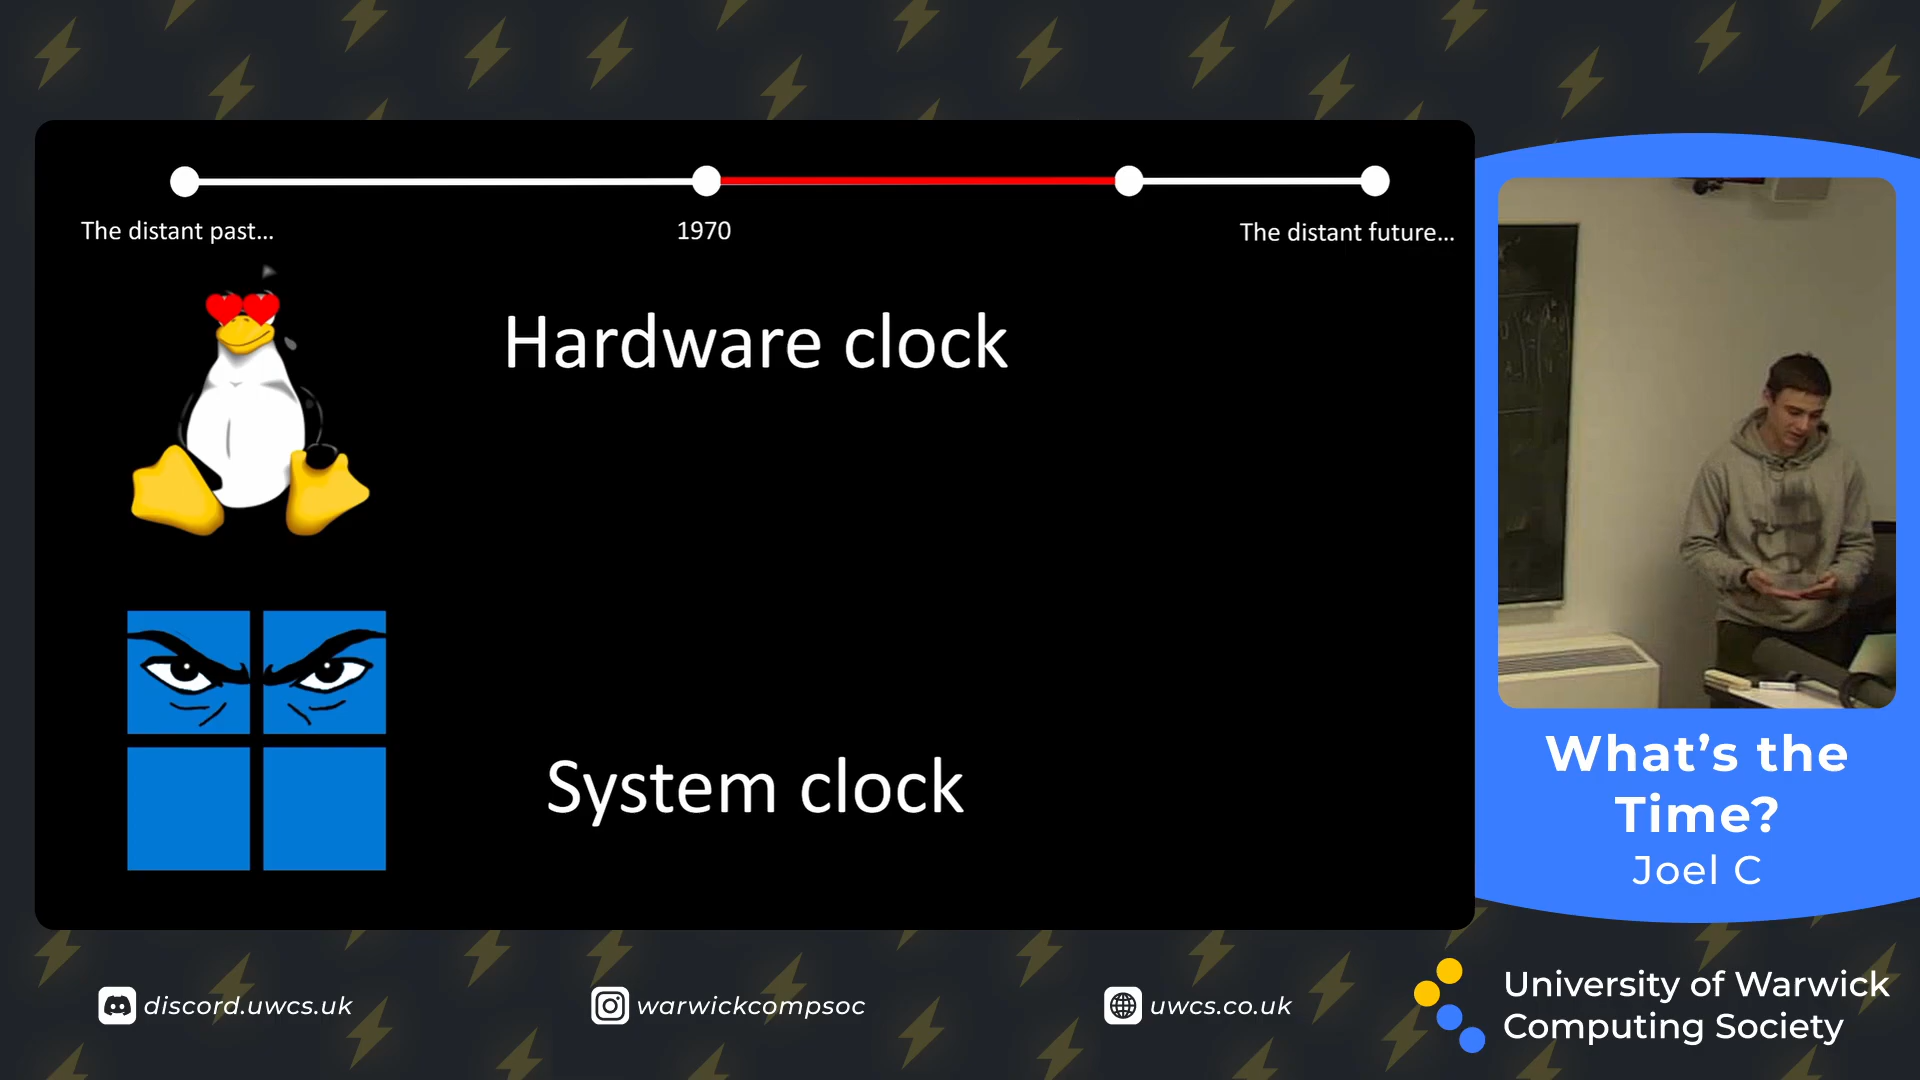 The distant past...
1970
The distant future...
Hardware clock
System clock
What's the
Time?
Joel C
discord.uwcs.uk
warwickcompsoc
uwcs.co.uk
University of Warwick
Computing Society